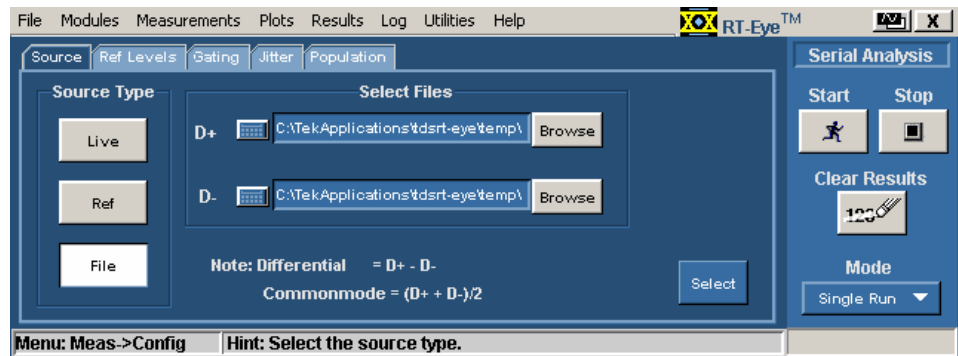 File Modules Measurements Plots Results Log Utilities Help RT-Eye™ X
Source Ref Levels Gating Jitter Population
Source Type
Live
Ref
File
Select Files
D+ C:\TekApplications\tdsrt-eye\temp\ Browse
D- C:\TekApplications\tdsrt-eye\temp\ Browse
Note: Differential = D+ - D-
Commonmode = (D+ + D-)/2
Select
Serial Analysis
Start Stop
Clear Results
123
Mode
Single Run
Menu: Meas->Config Hint: Select the source type.